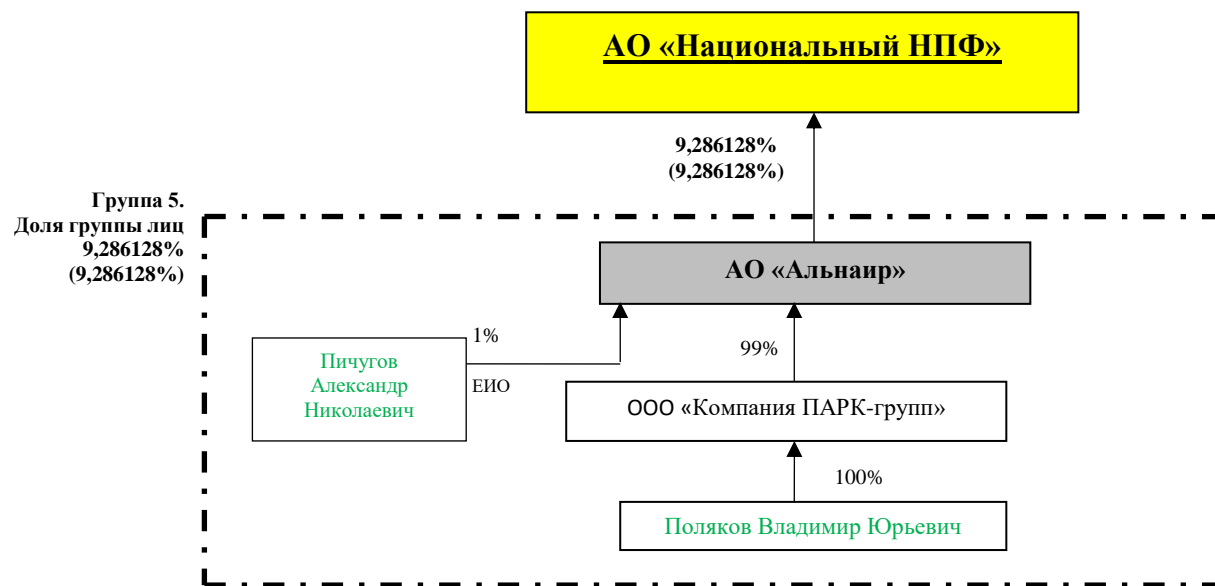 АО «Национальный НПФ»
9,286128%
(9,286128%)
Группа 5.
Доля группы лиц
9,286128%
(9,286128%)
АО «Альнаир»
1%
99%
Пичугов
Александр
Николаевич
ЕИО
ООО «Компания ПАРК-групп»
100%
Поляков Владимир Юрьевич